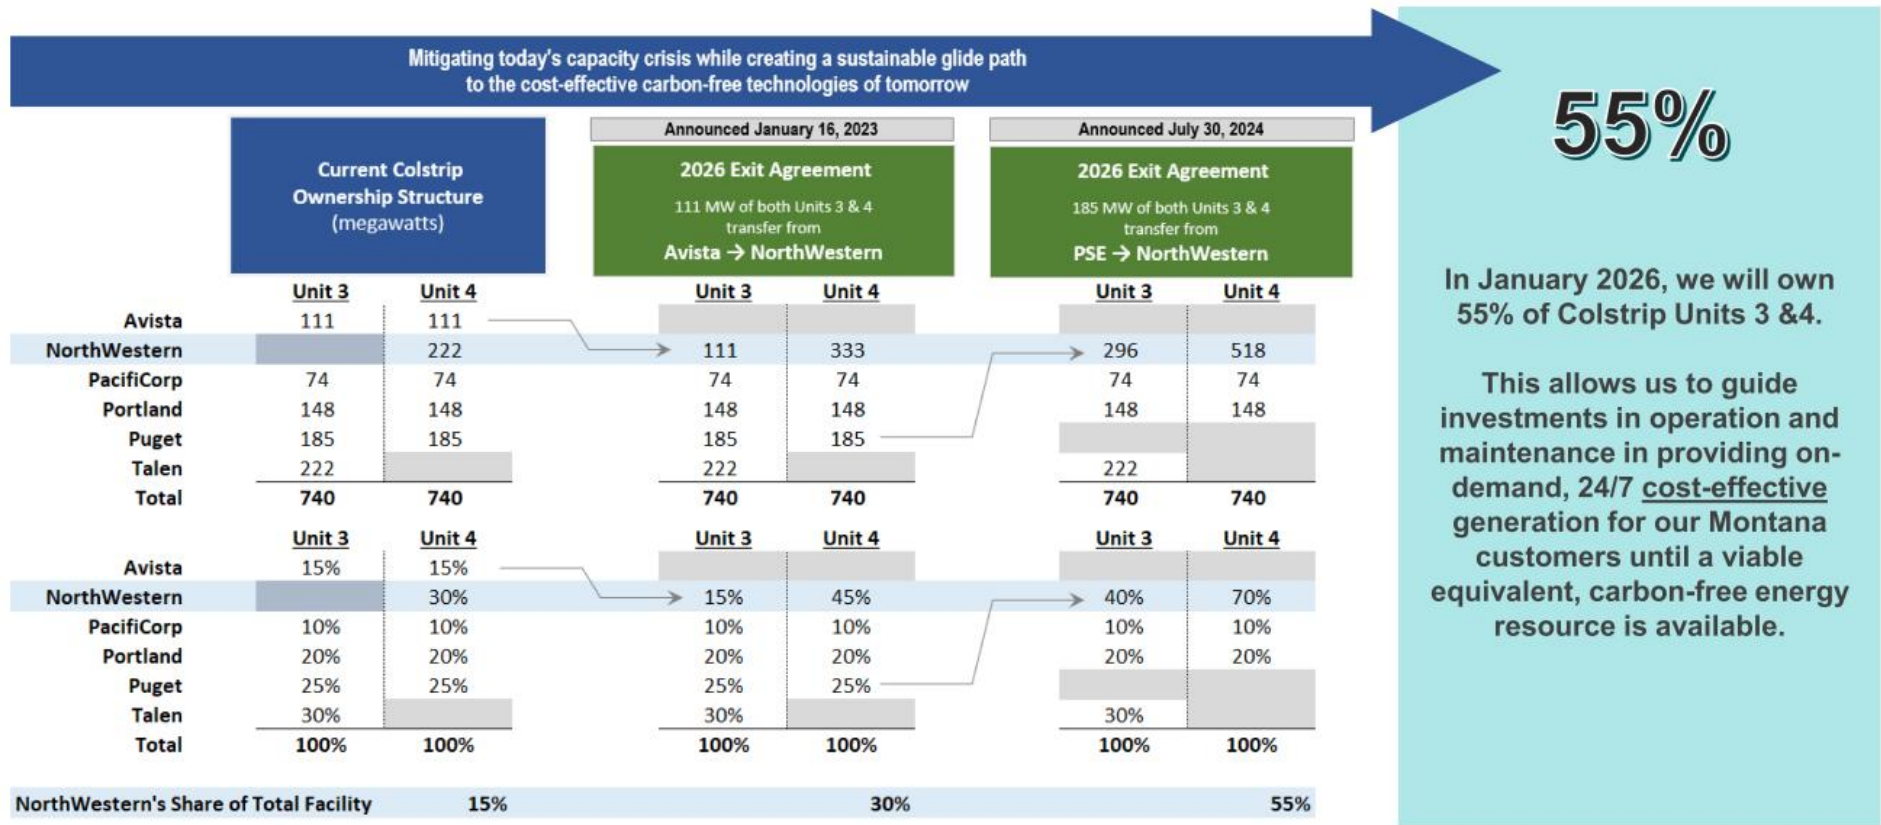 Mitigating today's capacity crisis while creating a sustainable glide path
to the cost-effective carbon-free technologies of tomorrow
Announced January 16, 2023
Announced July 30, 2024
Current Colstrip
Ownership Structure
(megawatts)
2026 Exit Agreement
111 MW of both Units 3 & 4
transfer from
Avista → NorthWestern
2026 Exit Agreement
185 MW of both Units 3 & 4
transfer from
PSE → NorthWestern
Unit 3 Unit 4 Unit 3 Unit 4 Unit 3 Unit 4
Avista 111 111
NorthWestern 222 111 333 296 518
PacifiCorp 74 74 74 74 74 74
Portland 148 148 148 148 148 148
Puget 185 185 185 185
Talen 222 222 222
Total 740 740 740 740 740 740
Unit 3 Unit 4 Unit 3 Unit 4 Unit 3 Unit 4
Avista 15% 15%
NorthWestern 30% 15% 45% 40% 70%
PacifiCorp 10% 10% 10% 10% 10% 10%
Portland 20% 20% 20% 20% 20% 20%
Puget 25% 25% 25% 25%
Talen 30% 30% 30%
Total 100% 100% 100% 100% 100% 100%
NorthWestern's Share of Total Facility 15% 30% 55%
55%
In January 2026, we will own
55% of Colstrip Units 3 &4.
This allows us to guide
investments in operation and
maintenance in providing on-
demand, 24/7 cost-effective
generation for our Montana
customers until a viable
equivalent, carbon-free energy
resource is available.